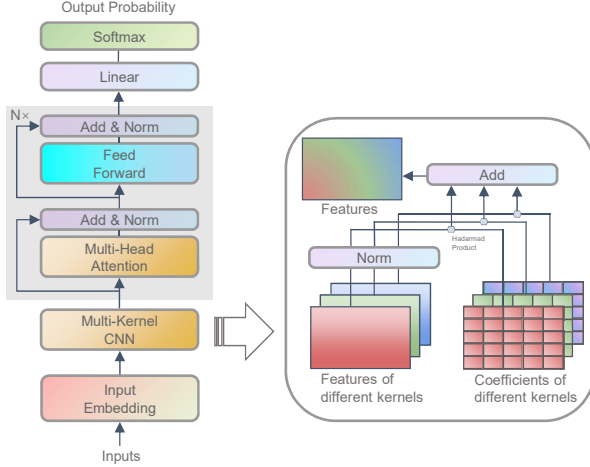 Output Probability
Softmax
Linear
N×
Add & Norm
Feed
Forward
Add & Norm
Multi-Head
Attention
Multi-Kernel
CNN
Input
Embedding
Inputs
Add
Features
Hadarmad
Product
Norm
Features of
different kernels
Coefficients of
different kernels